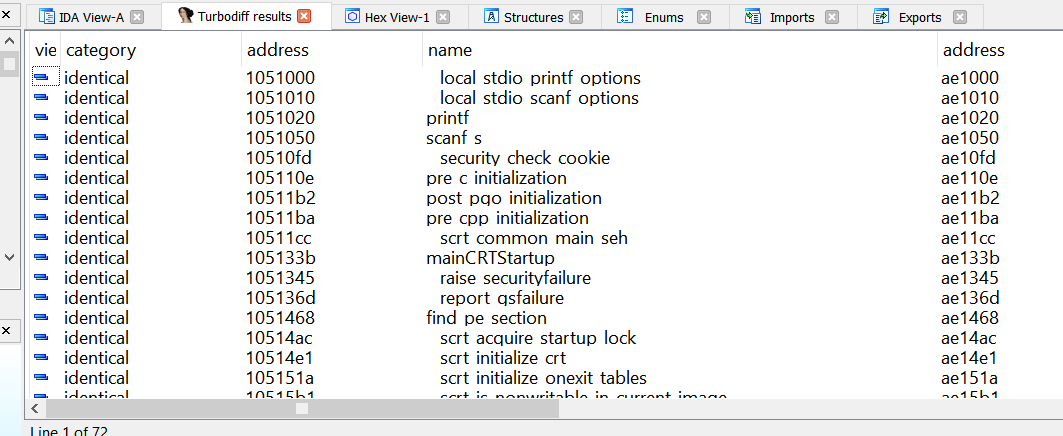 IDA View-A Turbodiff results Hex View-1 Structures Enums Imports Exports
vie category address name address
identical 1051000 local stdio printf options ae1000
identical 1051010 local stdio scanf options ae1010
identical 1051020 printf ae1020
identical 1051050 scanf s ae1050
identical 10510fd security check cookie ae10fd
identical 105110e pre c initialization ae110e
identical 10511b2 post pgo initialization ae11b2
identical 10511ba pre cpp initialization ae11ba
identical 10511cc scrt common main seh ae11cc
identical 105133b mainCRTStartup ae133b
identical 1051345 raise securityfailure ae1345
identical 105136d report gsfailure ae136d
identical 1051468 find pe section ae1468
identical 10514ac scrt acquire startup lock ae14ac
identical 10514e1 scrt initialize crt ae14e1
identical 105151a scrt initialize onexit tables ae151a
identical 10515b1 scrt is nonwritable in current image ae15b1
Line 1 of 72